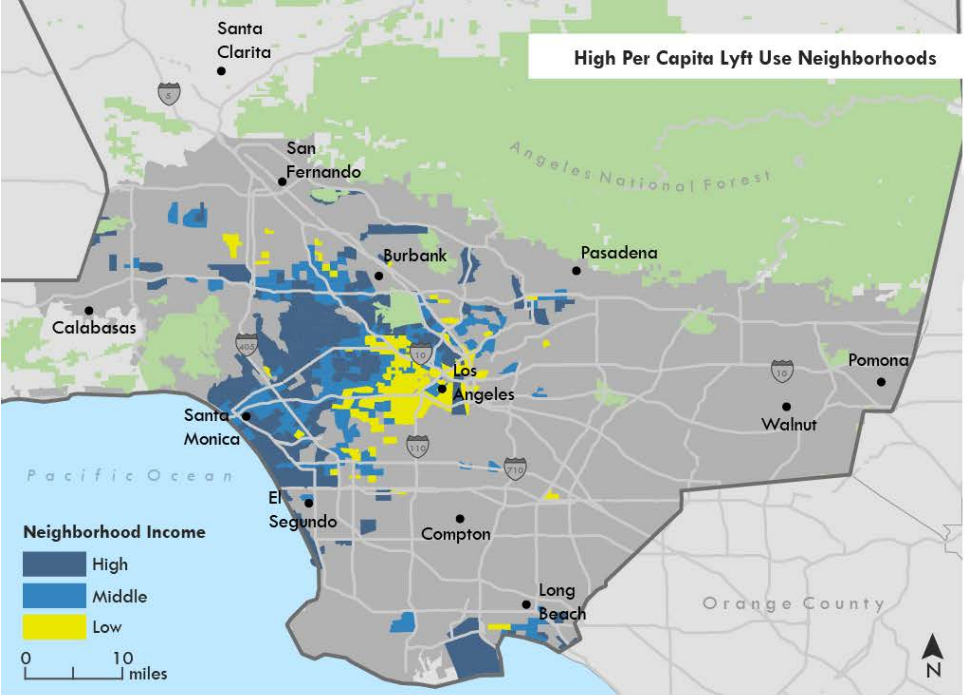 Santa
Clarita
High Per Capita Lyft Use Neighborhoods
5
San
Fernando
Angeles National Forest
Burbank
Pasadena
Calabasas
405
10
Los
Angeles
10
Pomona
Santa
Monica
Walnut
110
710
Pacific Ocean
El
Segundo
Compton
Neighborhood Income
High
Middle
Low
Long
Beach
Orange County
0 10
miles
N